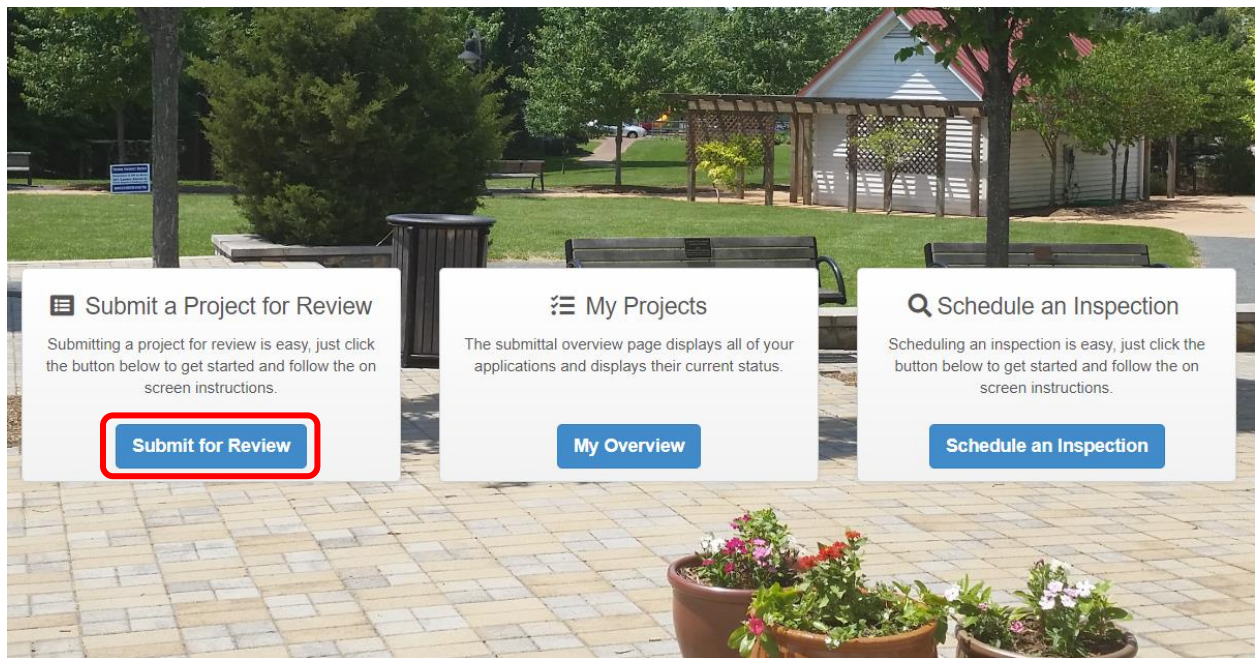 Submit a Project for Review
Submitting a project for review is easy, just click
the button below to get started and follow the on
screen instructions.
Submit for Review
My Projects
The submittal overview page displays all of your
applications and displays their current status.
My Overview
Schedule an Inspection
Scheduling an inspection is easy, just click the
button below to get started and follow the on
screen instructions.
Schedule an Inspection